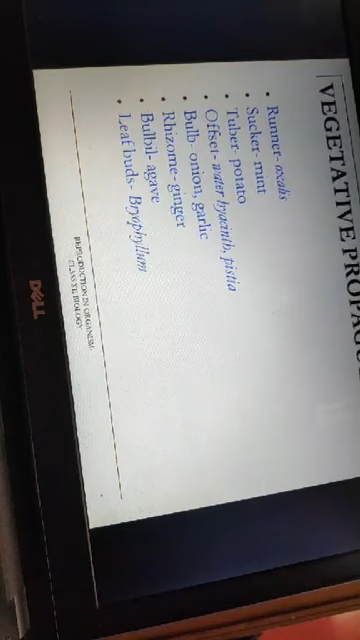 VEGETATIVE PROPAG
• Runner- oxalis
• Sucker- mint
• Tuber- potato
• Offset- water hyacinth, pistia
• Bulb- onion, garlic
• Rhizome- ginger
• Bulbil- agave
• Leaf buds- Bryophyllum
REPRODUCTION IN ORGANISM-
CLASS XII, BIOLOGY
DELL